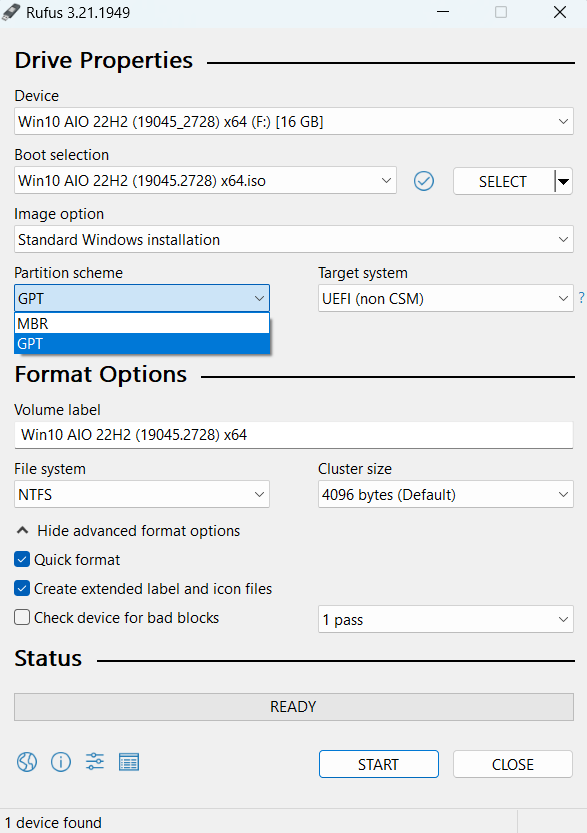 Rufus 3.21.1949
Drive Properties
Device
Win10 AIO 22H2 (19045_2728) x64 (F:) [16 GB]
Boot selection
Win10 AIO 22H2 (19045.2728) x64.iso
SELECT
Image option
Standard Windows installation
Partition scheme
Target system
GPT
UEFI (non CSM)
?
MBR
GPT
Format Options
Volume label
Win10 AIO 22H2 (19045.2728) x64
File system
Cluster size
NTFS
4096 bytes (Default)
Hide advanced format options
Quick format
Create extended label and icon files
Check device for bad blocks
1 pass
Status
READY
START
CLOSE
1 device found